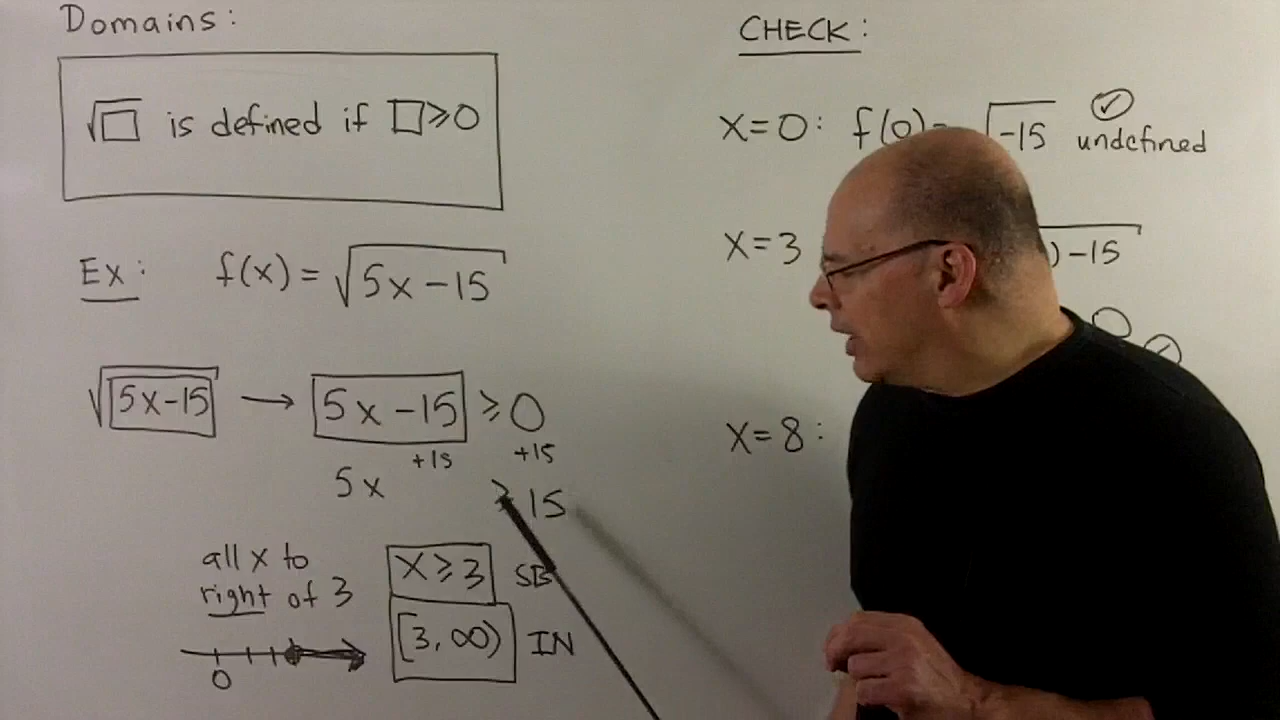 Domains:
√□ is defined if □ ≥ 0
Ex: f(x) = √5x - 15
√5x-15 → 5x - 15 ≥ 0
+15 +15
5x ≥ 15
all x to
right of 3
x ≥ 3 SB
[3, ∞) IN
0
CHECK:
x=0: f(0)= √-15 undefined
x=3 )-15
0
x=8: